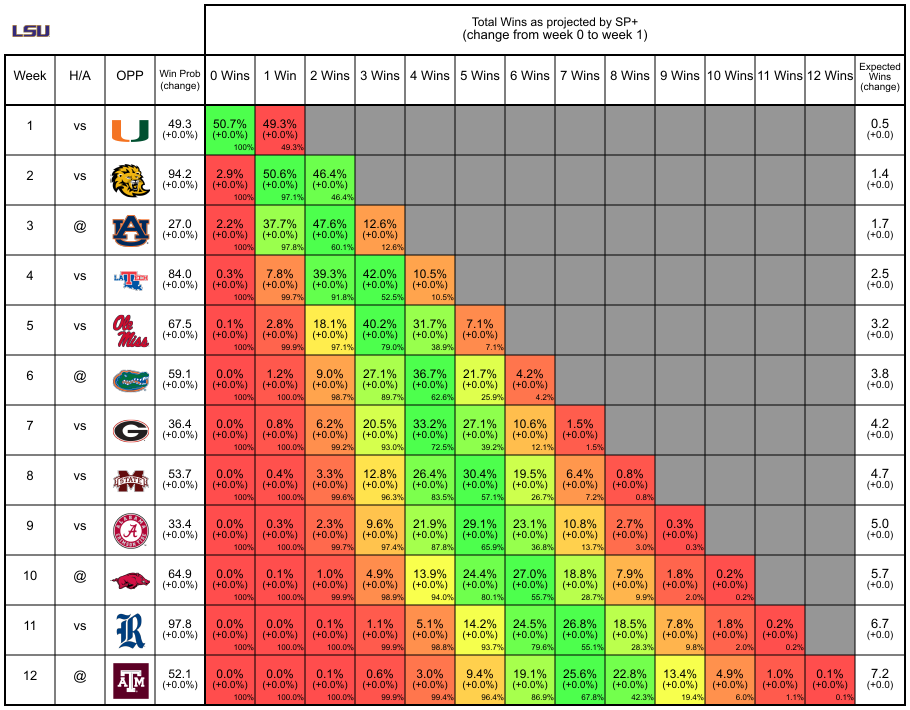 LSU
Total Wins as projected by SP+
(change from week 0 to week 1)
Week H/A OPP Win Prob (change) 0 Wins 1 Win 2 Wins 3 Wins 4 Wins 5 Wins 6 Wins 7 Wins 8 Wins 9 Wins 10 Wins 11 Wins 12 Wins Expected Wins (change)
1 vs U 49.3 50.7% 49.3% 0.5
(+0.0%) (+0.0%) (+0.0%) (+0.0)
100% 49.3%
2 vs 94.2 2.9% 50.6% 46.4% 1.4
(+0.0%) (+0.0%) (+0.0%) (+0.0%) (+0.0)
100% 97.1% 46.4%
3 @ AU 27.0 2.2% 37.7% 47.6% 12.6% 1.7
(+0.0%) (+0.0%) (+0.0%) (+0.0%) (+0.0%) (+0.0)
100% 97.8% 60.1% 12.6%
4 vs LA TECH 84.0 0.3% 7.8% 39.3% 42.0% 10.5% 2.5
(+0.0%) (+0.0%) (+0.0%) (+0.0%) (+0.0%) (+0.0%) (+0.0)
100% 99.7% 91.8% 52.5% 10.5%
5 vs Ole Miss 67.5 0.1% 2.8% 18.1% 40.2% 31.7% 7.1% 3.2
(+0.0%) (+0.0%) (+0.0%) (+0.0%) (+0.0%) (+0.0%) (+0.0%) (+0.0)
100% 99.9% 97.1% 79.0% 38.9% 7.1%
6 @ 59.1 0.0% 1.2% 9.0% 27.1% 36.7% 21.7% 4.2% 3.8
(+0.0%) (+0.0%) (+0.0%) (+0.0%) (+0.0%) (+0.0%) (+0.0%) (+0.0%) (+0.0)
100% 100.0% 98.7% 89.7% 62.6% 25.9% 4.2%
7 vs G 36.4 0.0% 0.8% 6.2% 20.5% 33.2% 27.1% 10.6% 1.5% 4.2
(+0.0%) (+0.0%) (+0.0%) (+0.0%) (+0.0%) (+0.0%) (+0.0%) (+0.0%) (+0.0%) (+0.0)
100% 100.0% 99.2% 93.0% 72.5% 39.2% 12.1% 1.5%
8 vs M STATE 53.7 0.0% 0.4% 3.3% 12.8% 26.4% 30.4% 19.5% 6.4% 0.8% 4.7
(+0.0%) (+0.0%) (+0.0%) (+0.0%) (+0.0%) (+0.0%) (+0.0%) (+0.0%) (+0.0%) (+0.0%) (+0.0)
100% 100.0% 99.6% 96.3% 83.5% 57.1% 26.7% 7.2% 0.8%
9 vs A 33.4 0.0% 0.3% 2.3% 9.6% 21.9% 29.1% 23.1% 10.8% 2.7% 0.3% 5.0
(+0.0%) (+0.0%) (+0.0%) (+0.0%) (+0.0%) (+0.0%) (+0.0%) (+0.0%) (+0.0%) (+0.0%) (+0.0%) (+0.0)
100% 100.0% 99.7% 97.4% 87.8% 65.9% 36.8% 13.7% 3.0% 0.3%
10 @ 64.9 0.0% 0.1% 1.0% 4.9% 13.9% 24.4% 27.0% 18.8% 7.9% 1.8% 0.2% 5.7
(+0.0%) (+0.0%) (+0.0%) (+0.0%) (+0.0%) (+0.0%) (+0.0%) (+0.0%) (+0.0%) (+0.0%) (+0.0%) (+0.0%) (+0.0)
100% 100.0% 99.9% 98.9% 94.0% 80.1% 55.7% 28.7% 9.9% 2.0% 0.2%
11 vs R 97.8 0.0% 0.0% 0.1% 1.1% 5.1% 14.2% 24.5% 26.8% 18.5% 7.8% 1.8% 0.2% 6.7
(+0.0%) (+0.0%) (+0.0%) (+0.0%) (+0.0%) (+0.0%) (+0.0%) (+0.0%) (+0.0%) (+0.0%) (+0.0%) (+0.0%) (+0.0%) (+0.0)
100% 100.0% 100.0% 99.9% 98.8% 93.7% 79.6% 55.1% 28.3% 9.8% 2.0% 0.2%
12 @ ATM 52.1 0.0% 0.0% 0.1% 0.6% 3.0% 9.4% 19.1% 25.6% 22.8% 13.4% 4.9% 1.0% 0.1% 7.2
(+0.0%) (+0.0%) (+0.0%) (+0.0%) (+0.0%) (+0.0%) (+0.0%) (+0.0%) (+0.0%) (+0.0%) (+0.0%) (+0.0%) (+0.0%) (+0.0%) (+0.0)
100% 100.0% 100.0% 99.9% 99.4% 96.4% 86.9% 67.8% 42.3% 19.4% 6.0% 1.1% 0.1%